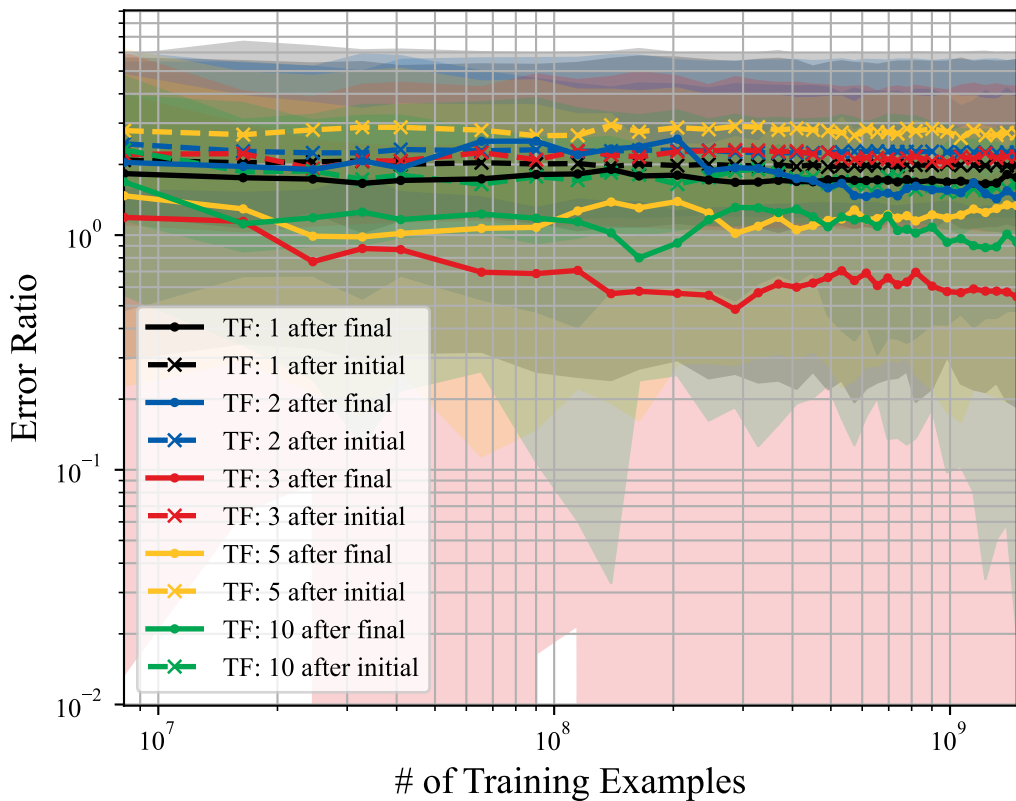 Error Ratio
10^0
10^-1
10^-2
TF: 1 after final
TF: 1 after initial
TF: 2 after final
TF: 2 after initial
TF: 3 after final
TF: 3 after initial
TF: 5 after final
TF: 5 after initial
TF: 10 after final
TF: 10 after initial
10^7 10^8 10^9
# of Training Examples